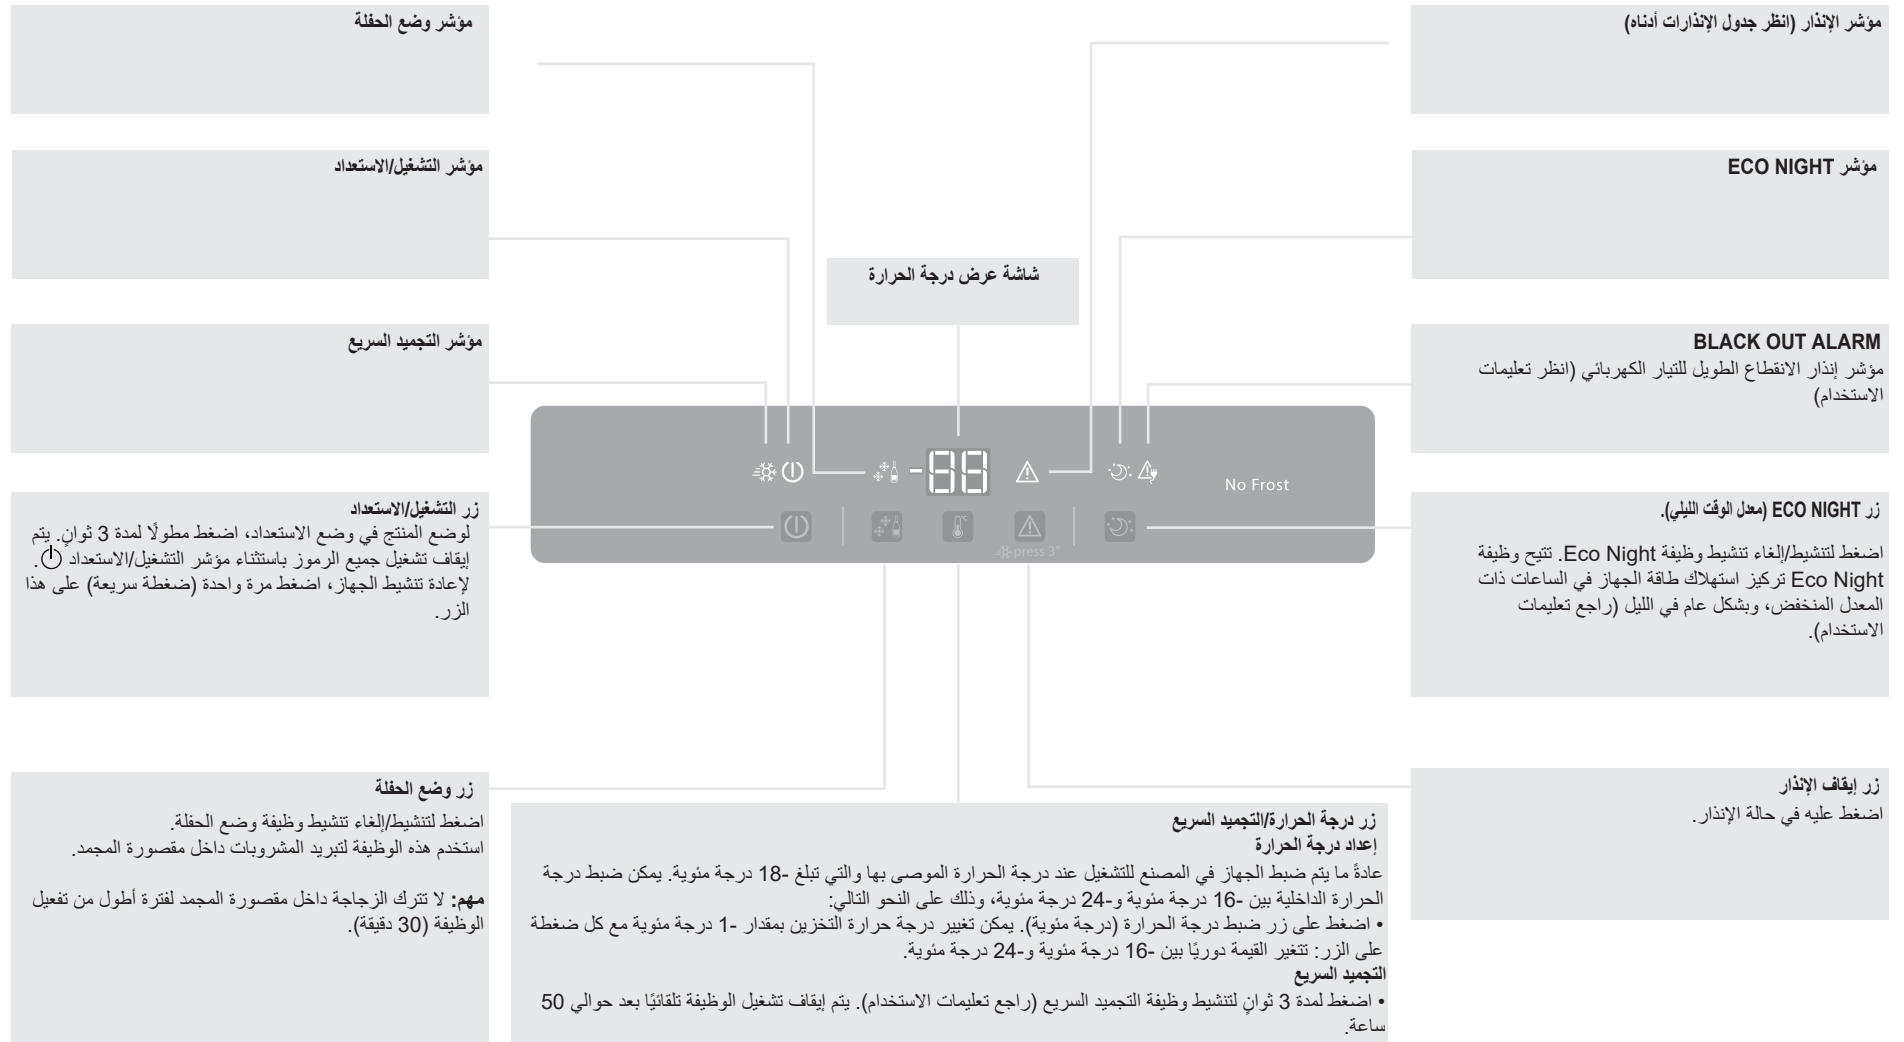 مؤشر الإنذار (انظر جدول الإنذارات أدناه)
مؤشر وضع الحفلة
مؤشر ECO NIGHT
مؤشر التشغيل/الاستعداد
شاشة عرض درجة الحرارة
BLACK OUT ALARM
مؤشر إنذار الانقطاع الطويل للتيار الكهربائي (انظر تعليمات
الاستخدام)
مؤشر التجميد السريع
-88
No Frost
press 3"
زر ECO NIGHT (معدل الوقت الليلي).
اضغط لتنشيط/إلغاء تنشيط وظيفة Eco Night. تتيح وظيفة
Eco Night تركيز استهلاك طاقة الجهاز في الساعات ذات
المعدل المنخفض، وبشكل عام في الليل (راجع تعليمات
الاستخدام).
زر التشغيل/الاستعداد
لوضع المنتج في وضع الاستعداد، اضغط مطولًا لمدة 3 ثوانٍ. يتم
إيقاف تشغيل جميع الرموز باستثناء مؤشر التشغيل/الاستعداد .
لإعادة تنشيط الجهاز، اضغط مرة واحدة (ضغطة سريعة) على هذا
الزر.
زر إيقاف الإنذار
اضغط عليه في حالة الإنذار.
زر درجة الحرارة/التجميد السريع
إعداد درجة الحرارة
عادةً ما يتم ضبط الجهاز في المصنع للتشغيل عند درجة الحرارة الموصى بها والتي تبلغ -18 درجة مئوية. يمكن ضبط درجة
الحرارة الداخلية بين -16 درجة مئوية و-24 درجة مئوية، وذلك على النحو التالي:
• اضغط على زر ضبط درجة الحرارة (درجة مئوية). يمكن تغيير درجة حرارة التخزين بمقدار -1 درجة مئوية مع كل ضغطة
على الزر: تتغير القيمة دوريًا بين -16 درجة مئوية و-24 درجة مئوية.
التجميد السريع
• اضغط لمدة 3 ثوانٍ لتنشيط وظيفة التجميد السريع (راجع تعليمات الاستخدام). يتم إيقاف تشغيل الوظيفة تلقائيًا بعد حوالي 50
ساعة.
زر وضع الحفلة
اضغط لتنشيط/إلغاء تنشيط وظيفة وضع الحفلة.
استخدم هذه الوظيفة لتبريد المشروبات داخل مقصورة المجمد.
مهم: لا تترك الزجاجة داخل مقصورة المجمد لفترة أطول من تفعيل
الوظيفة (30 دقيقة).